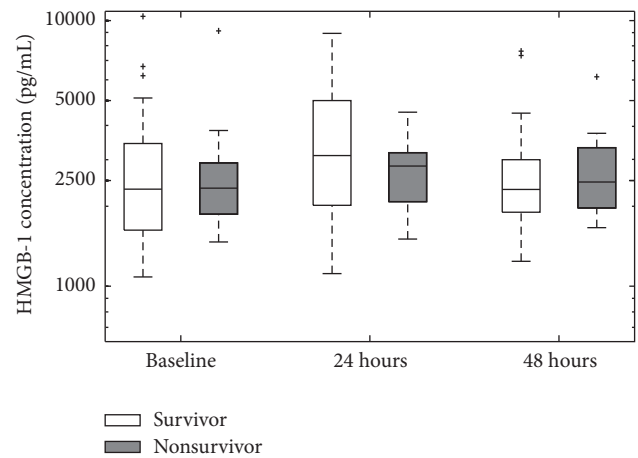 HMGB-1 concentration (pg/mL)
10000
5000
2500
1000
Baseline
24 hours
48 hours
Survivor
Nonsurvivor